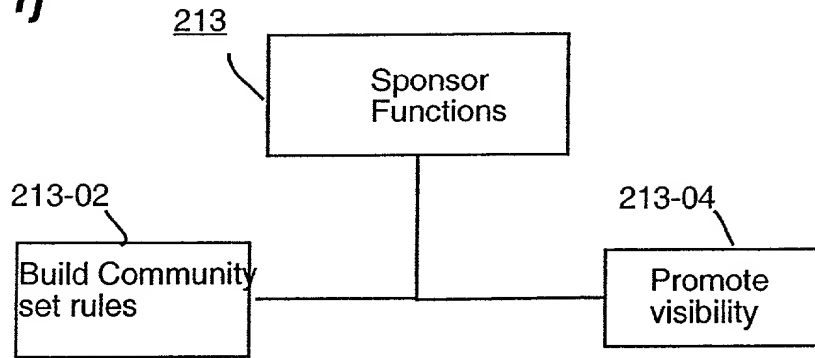 213
Sponsor
Functions
213-02
213-04
Build Community
set rules
Promote
visibility